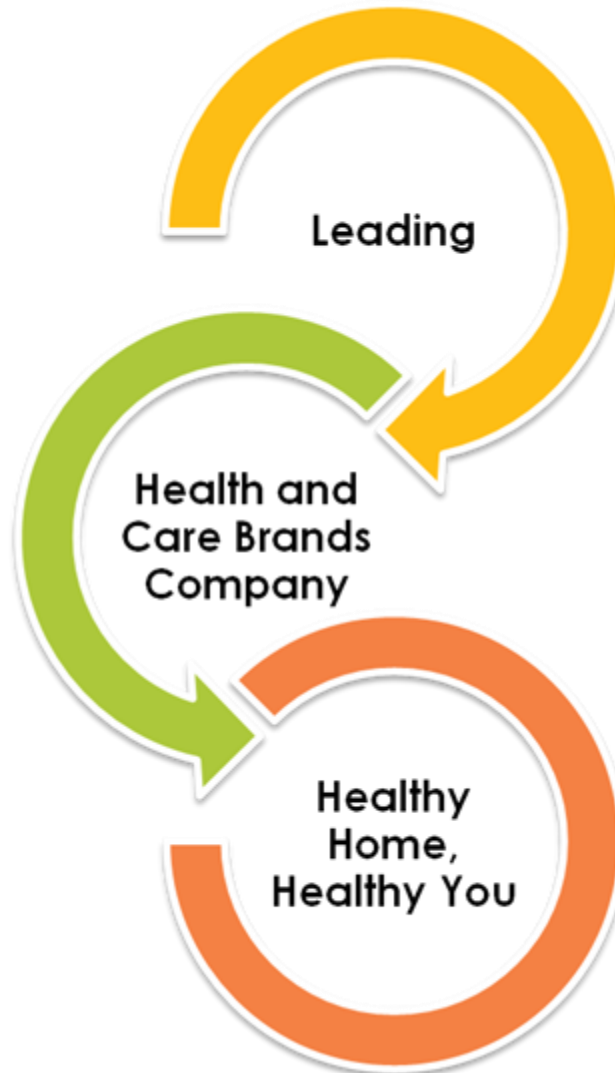 Leading
Health and
Care Brands
Company
Healthy
Home,
Healthy You